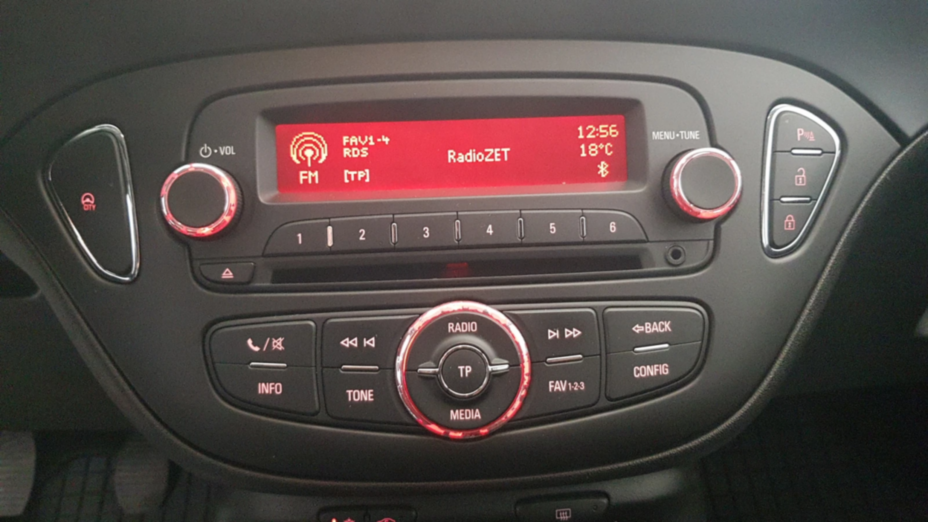 FAV1-4
RDS
FM
[TP]
RadioZET
12:56
18°C
VOL
MENU•TUNE
P
CITY
1
2
3
4
5
6
INFO
TONE
RADIO
TP
MEDIA
FAV1-2-3
BACK
CONFIG